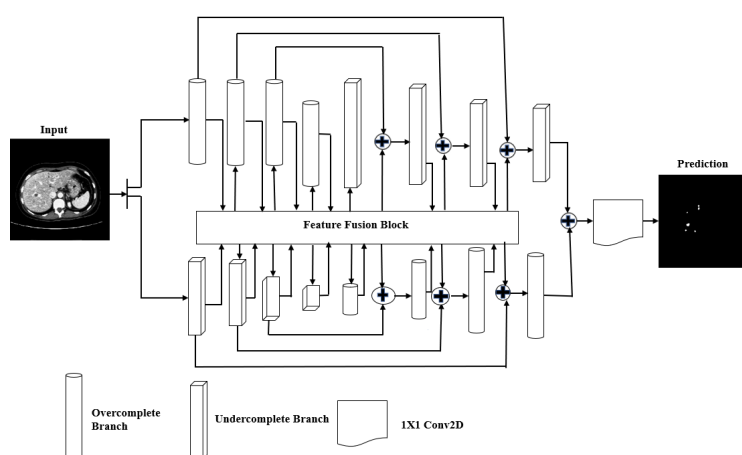 Input
Prediction
Feature Fusion Block
Overcomplete
Branch
Undercomplete Branch
1X1 Conv2D